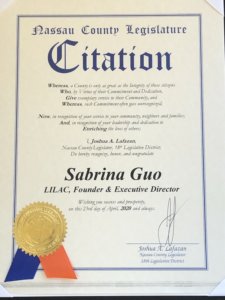 Nassau County Legislature
Citation
Whereas, a County is only as great as the Integrity of those citizens
Who, by Virtue of their Commitment and Dedication,
Give exemplary service to their Community, and
Whereas, such Commitment often goes unrecognized,
Now, in recognition of your service to your community, neighbors and families,
And, in recognition of your leadership and dedication to
Enriching the lives of others;
I, Joshua A. Lafazan,
Nassau County Legislator, 18th Legislative District,
Do hereby recognize, honor, and congratulate
Sabrina Guo
LILAC, Founder & Executive Director
Wishing you success and prosperity,
on this 23rd day of April, 2020 and always.
Joshua A. Lafazan
Nassau County Legislator
18th Legislative District